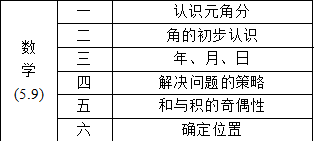 数学
(5.9)
一 认识元角分
二 角的初步认识
三 年、月、日
四 解决问题的策略
五 和与积的奇偶性
六 确定位置